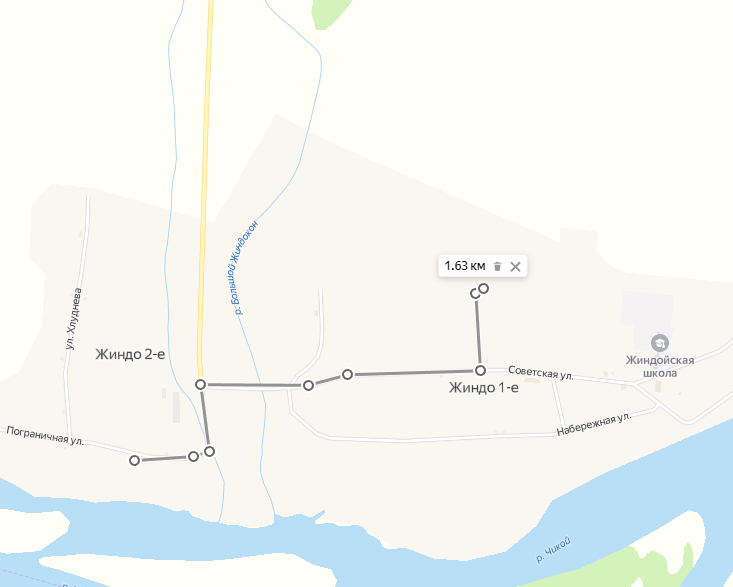 р. Большой Жиндокон
1.63 км
ул. Хлуднева
Жиндо 2-е
Жиндойская
школа
Советская ул.
Жиндо 1-е
Набережная ул.
Пограничная ул.
р. Чикой